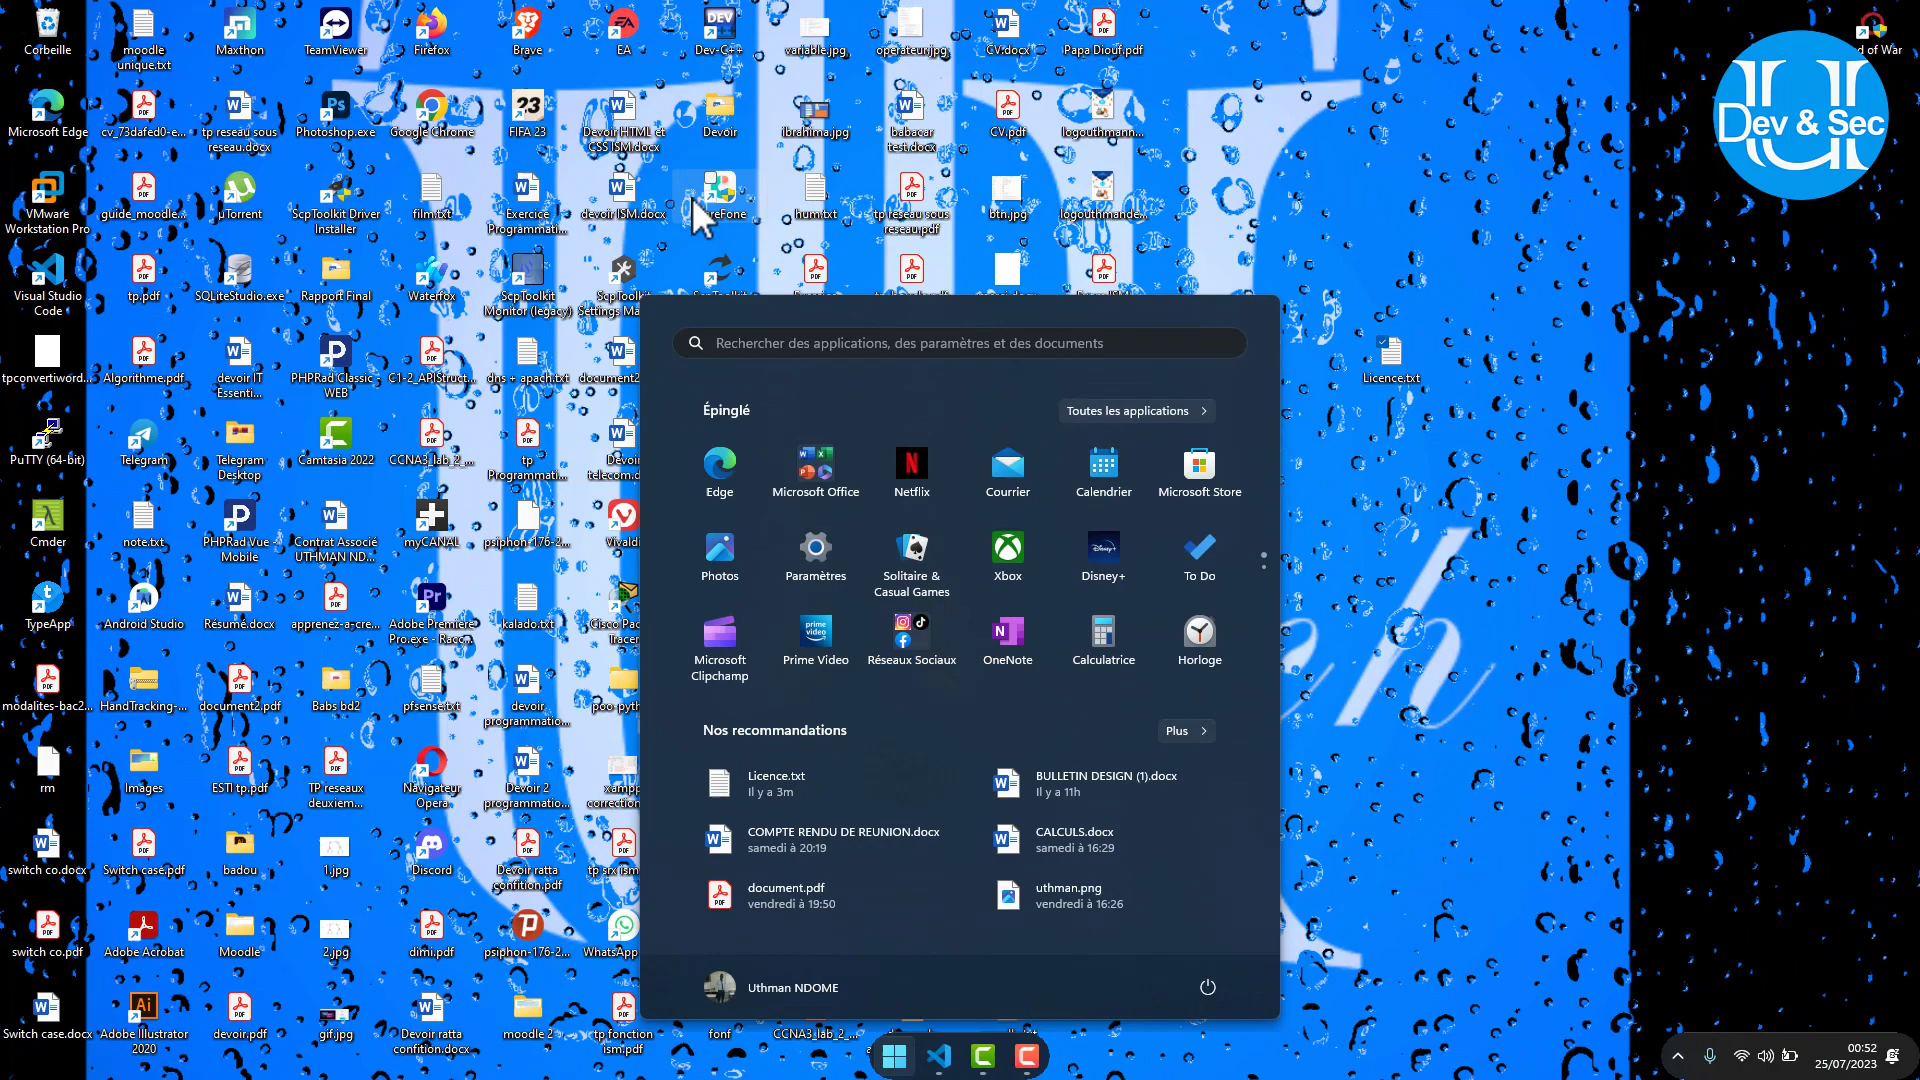 Corbeille
moodle unique.txt
Maxthon
TeamViewer
Firefox
Brave
EA
Dev-C++
variable.jpg
operateur.jpg
CV.docx
Papa Diouf.pdf
d of War
Dev & Sec
Microsoft Edge
cv_73dafed0-e...
tp reseau sous reseau.docx
Photoshop.exe
Google Chrome
FIFA 23
Devoir HTML et CSS ISM.docx
Devoir
ibrahima.jpg
babacar test.docx
CV.pdf
logouthmann...
VMware Workstation Pro
guide_moodle...
µTorrent
ScpToolkit Driver Installer
film.txt
Exercice Programmati...
devoir ISM.docx
hum.txt
tp reseau sous reseau.pdf
btn.jpg
logouthmande...
Visual Studio Code
tp.pdf
SQLiteStudio.exe
Rapport Final
Waterfox
ScpToolkit Monitor (legacy)
ScpToolkit Settings Ma
Rechercher des applications, des paramètres et des documents
tpconvertiword...
Algorithme.pdf
devoir IT Essenti...
PHPRad Classic - WEB
C1-2_APIStruct...
dns + apach.txt
document2
Licence.txt
Épinglé
Toutes les applications
PuTTY (64-bit)
Telegram
Telegram Desktop
Camtasia 2022
CCNA3_lab_2_...
tp Programmati...
Devoir telecom.d
Edge
Microsoft Office
Netflix
Courrier
Calendrier
Microsoft Store
Cmder
note.txt
PHPRad Vue - Mobile
Contrat Associé UTHMAN ND...
myCANAL
psiphon-176-2...
Vivaldi
Photos
Paramètres
Solitaire & Casual Games
Xbox
Disney+
To Do
TypeApp
Android Studio
Résumé.docx
apprenez-a-cre...
Adobe Premiere Pro.exe - Racc...
kalado.txt
Cisco Pac Tracer
Microsoft Clipchamp
Prime Video
Réseaux Sociaux
OneNote
Calculatrice
Horloge
modalites-bac2...
HandTracking-...
document2.pdf
Babs bd2
pfsense.txt
devoir programmatio...
poo-pyth
Nos recommandations
Plus
rm
Images
ESTI tp.pdf
TP reseaux deuxiem...
Navigateur Opera
Devoir 2 programmatio...
xampp correction
Licence.txt
Il y a 3m
BULLETIN DESIGN (1).docx
Il y a 11h
switch co.docx
Switch case.pdf
badou
1.jpg
Discord
Devoir ratta confition.pdf
tp srx ism
COMPTE RENDU DE REUNION.docx
samedi à 20:19
CALCULS.docx
samedi à 16:29
document.pdf
vendredi à 19:50
uthman.png
vendredi à 16:26
switch co.pdf
Adobe Acrobat
Moodle
2.jpg
dimi.pdf
psiphon-176-2...
WhatsApp
Uthman NDOME
Switch case.docx
Adobe Illustrator 2020
devoir.pdf
gif.jpg
Devoir ratta confition.docx
moodle 2
tp fonction ism.pdf
fonf
CCNA3_lab_2_...
00:52
25/07/2023